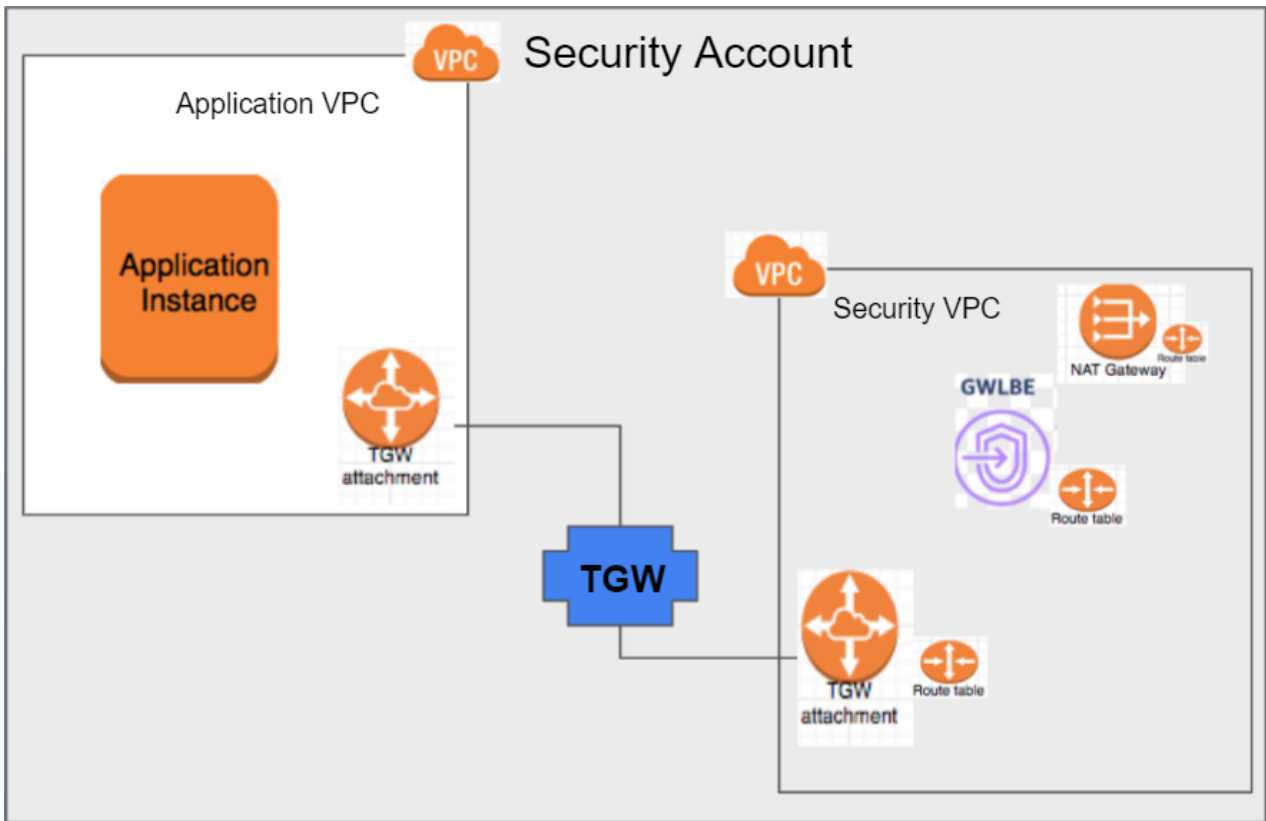 VPC
Security Account
Application VPC
Application
Instance
TGW
attachment
TGW
VPC
Security VPC
NAT Gateway
Route table
GWLBE
Route table
TGW
attachment
Route table